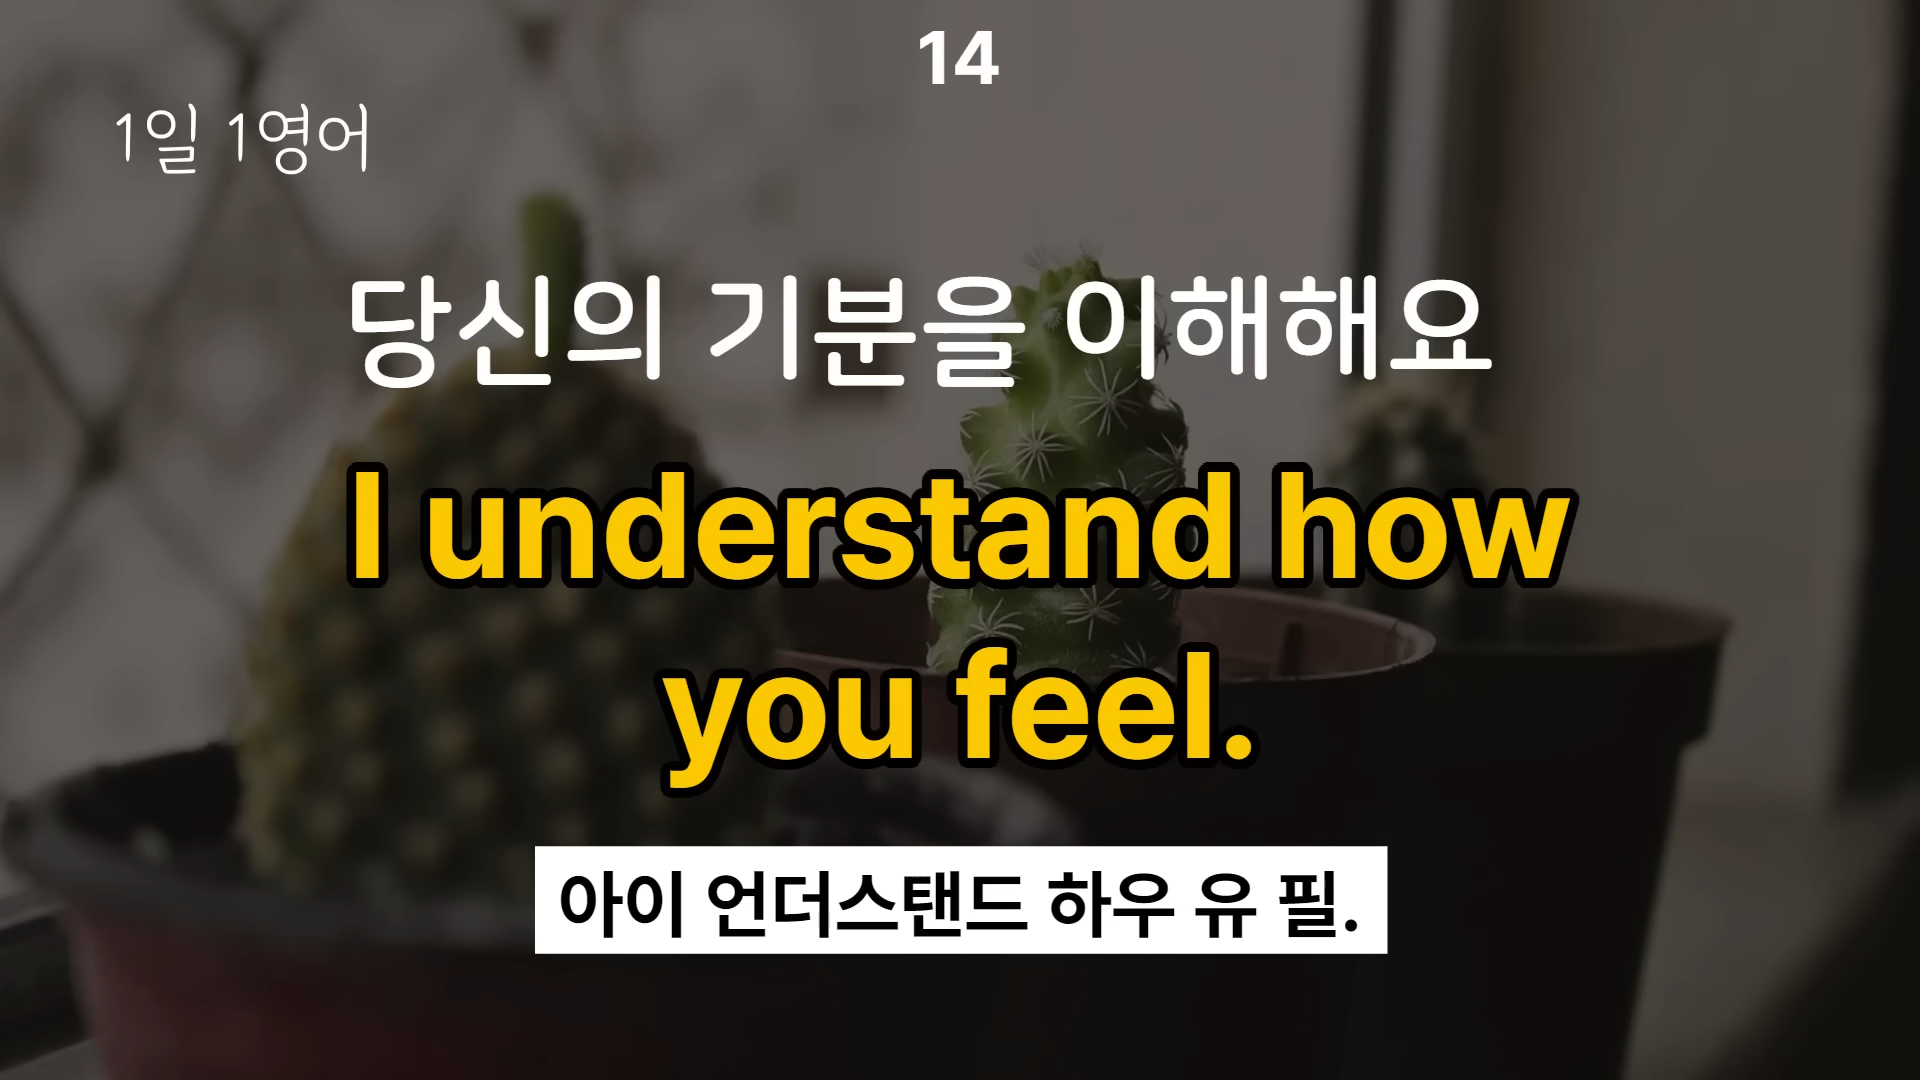 14
1일 1영어
당신의 기분을 이해해요
I understand how
you feel.
아이 언더스탠드 하우 유 필.